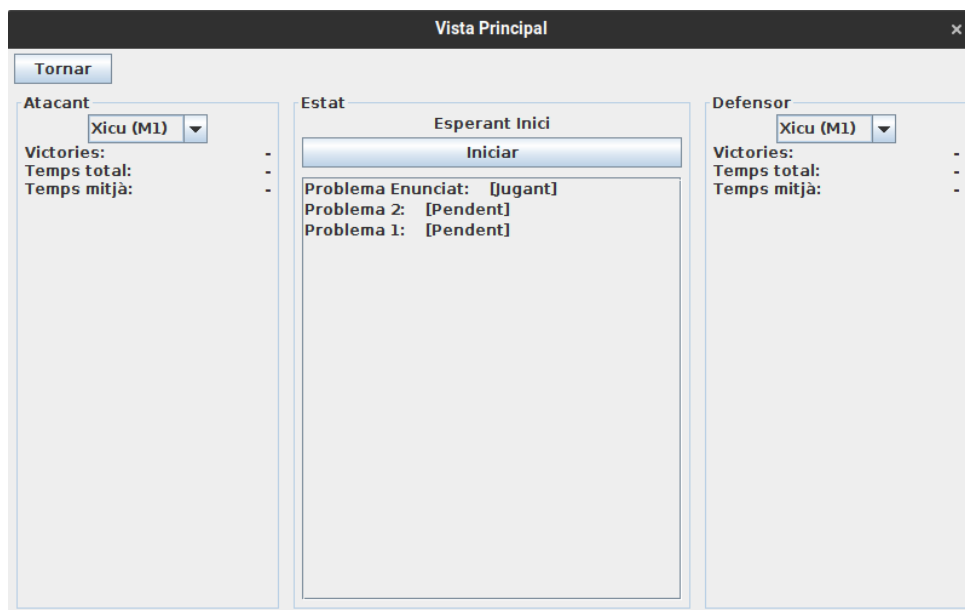 Vista Principal
Tornar
Atacant
Xicu (M1)
Victories: -
Temps total: -
Temps mitjà: -
Estat
Esperant Inici
Iniciar
Problema Enunciat: [Jugant]
Problema 2: [Pendent]
Problema 1: [Pendent]
Defensor
Xicu (M1)
Victories: -
Temps total: -
Temps mitjà: -